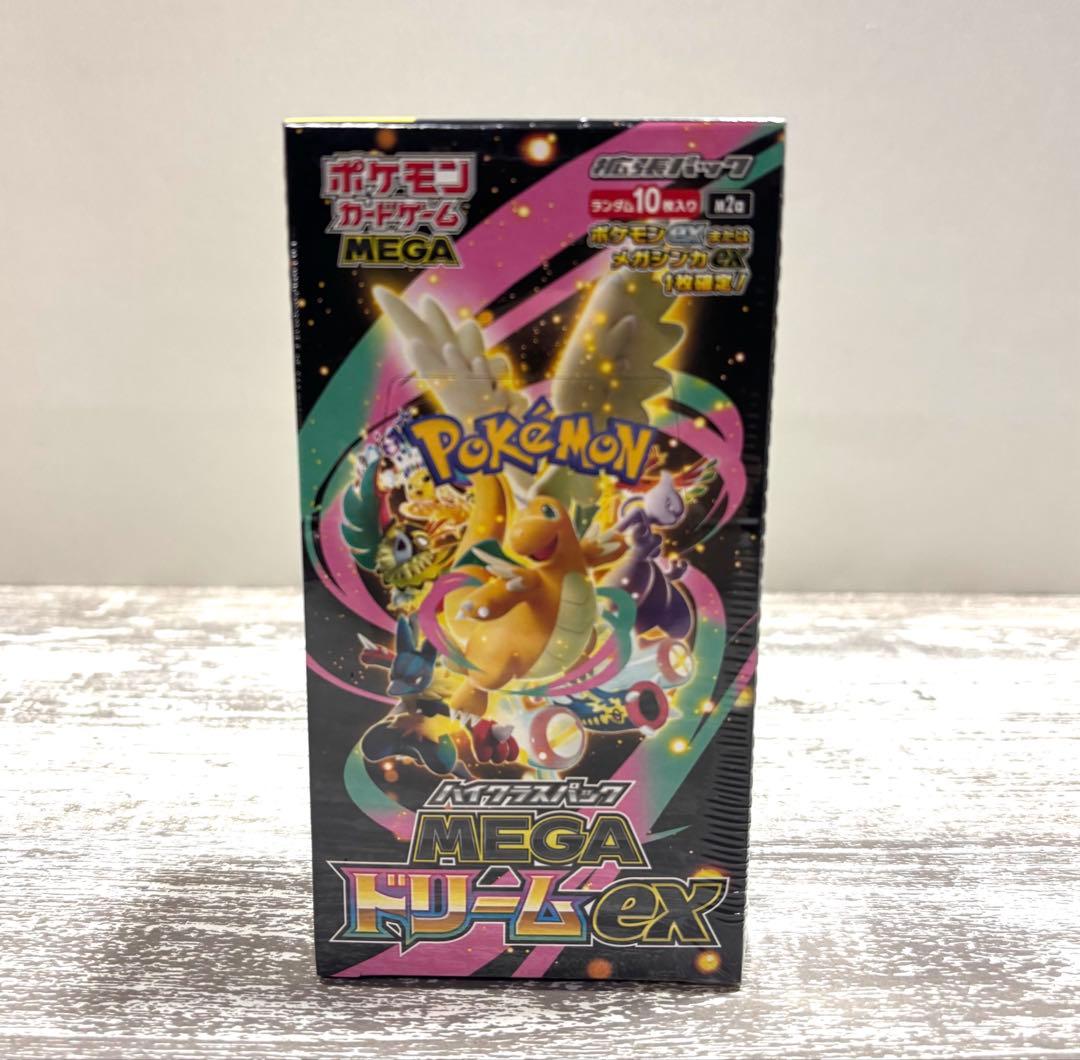 ポケモン
カードゲーム
MEGA
拡張パック
ランダム10枚入り M2a
ポケモンexまたは
メガシンカex
1枚確定!
POKéMON
ハイクラスパック
MEGA
ドリームex